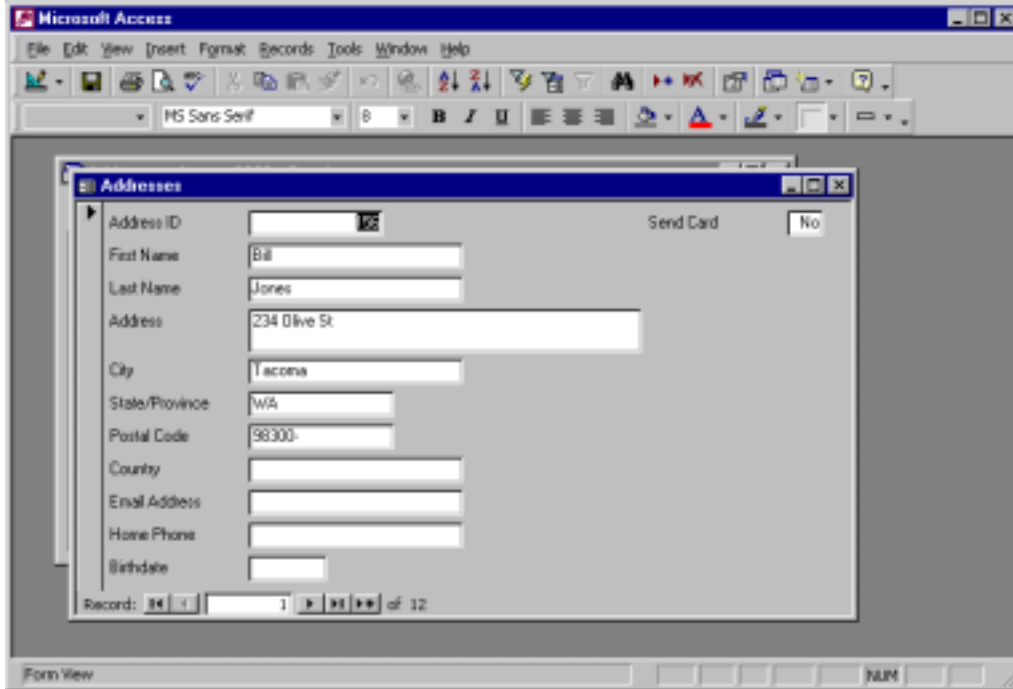 Microsoft Access
File Edit View Insert Format Records Tools Window Help
MS Sans Serif 8 B I U
Addresses
Address ID 156 Send Card No
First Name Bill
Last Name Jones
Address 234 Olive St
City Tacoma
State/Province WA
Postal Code 98300-
Country
Email Address
Home Phone
Birthdate
Record: 1 of 12
Form View NUM